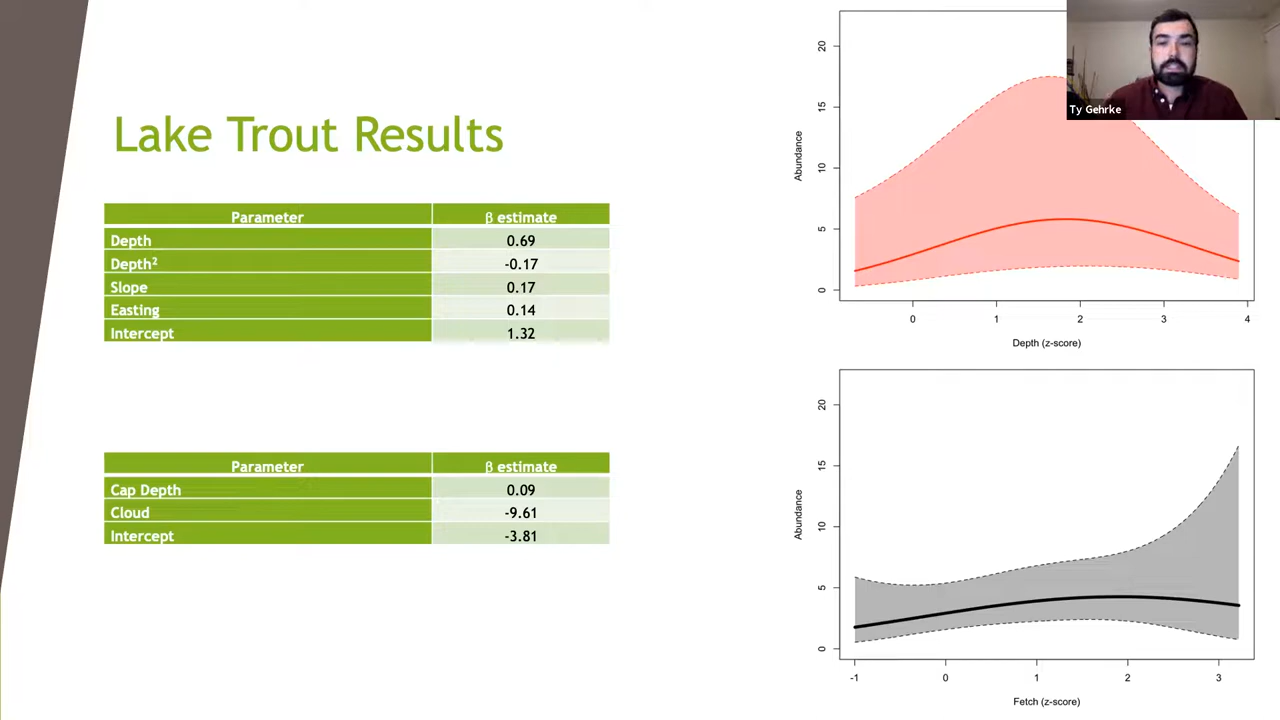 Lake Trout Results
Parameter β estimate
Depth 0.69
Depth² -0.17
Slope 0.17
Easting 0.14
Intercept 1.32
Parameter β estimate
Cap Depth 0.09
Cloud -9.61
Intercept -3.81
Abundance
20
15
10
5
0
0 1 2 3 4
Depth (z-score)
Ty Gehrke
Abundance
20
15
10
5
0
-1 0 1 2 3
Fetch (z-score)